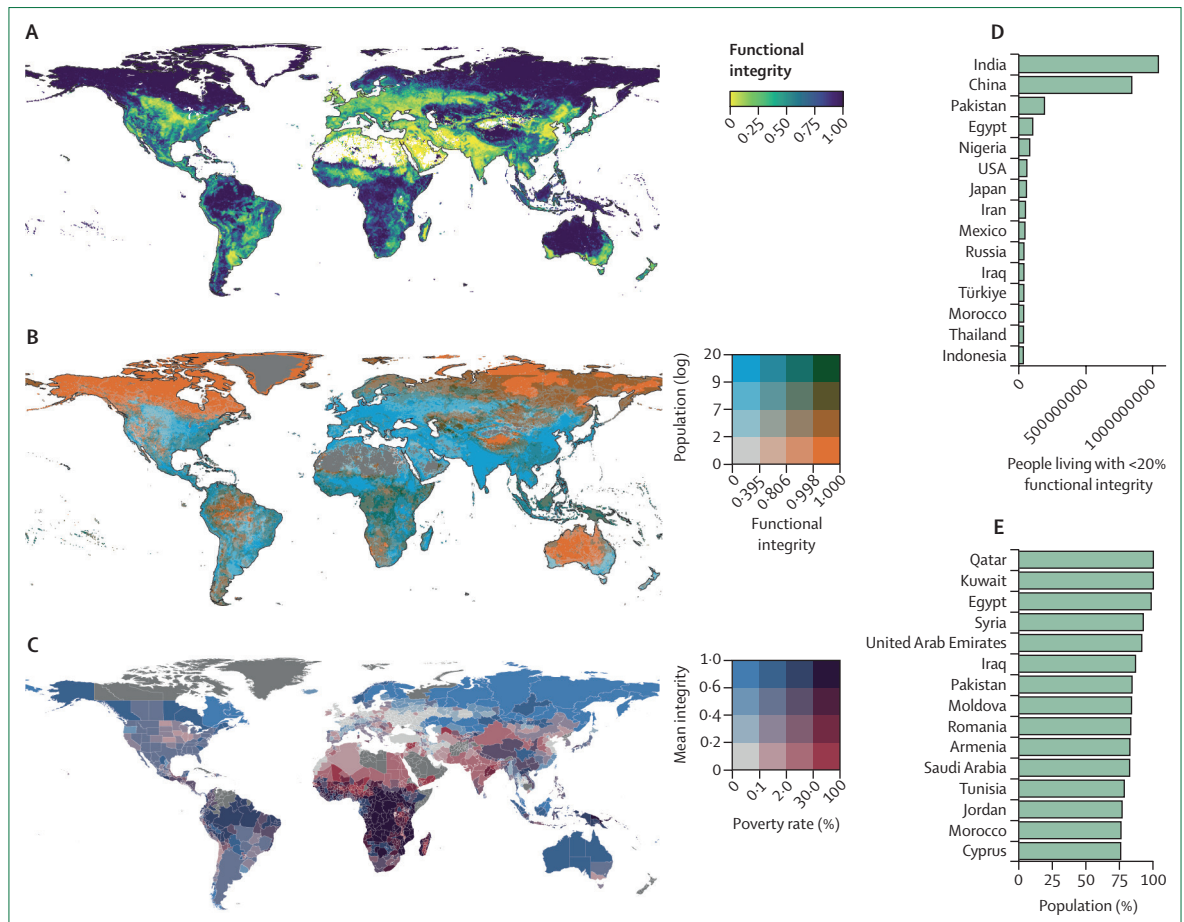 A
Functional
integrity
0
0·25
0·50
0·75
1·00
B
Population (log)
20
9
7
2
0
0
0·395
0·806
0·998
1·000
Functional
integrity
C
Mean integrity
1·0
0·6
0·4
0·2
0
0
0·1
2·0
30·0
100
Poverty rate (%)
D
India
China
Pakistan
Egypt
Nigeria
USA
Japan
Iran
Mexico
Russia
Iraq
Türkiye
Morocco
Thailand
Indonesia
0
500000000
1000000000
People living with <20%
functional integrity
E
Qatar
Kuwait
Egypt
Syria
United Arab Emirates
Iraq
Pakistan
Moldova
Romania
Armenia
Saudi Arabia
Tunisia
Jordan
Morocco
Cyprus
0 25 50 75 100
Population (%)